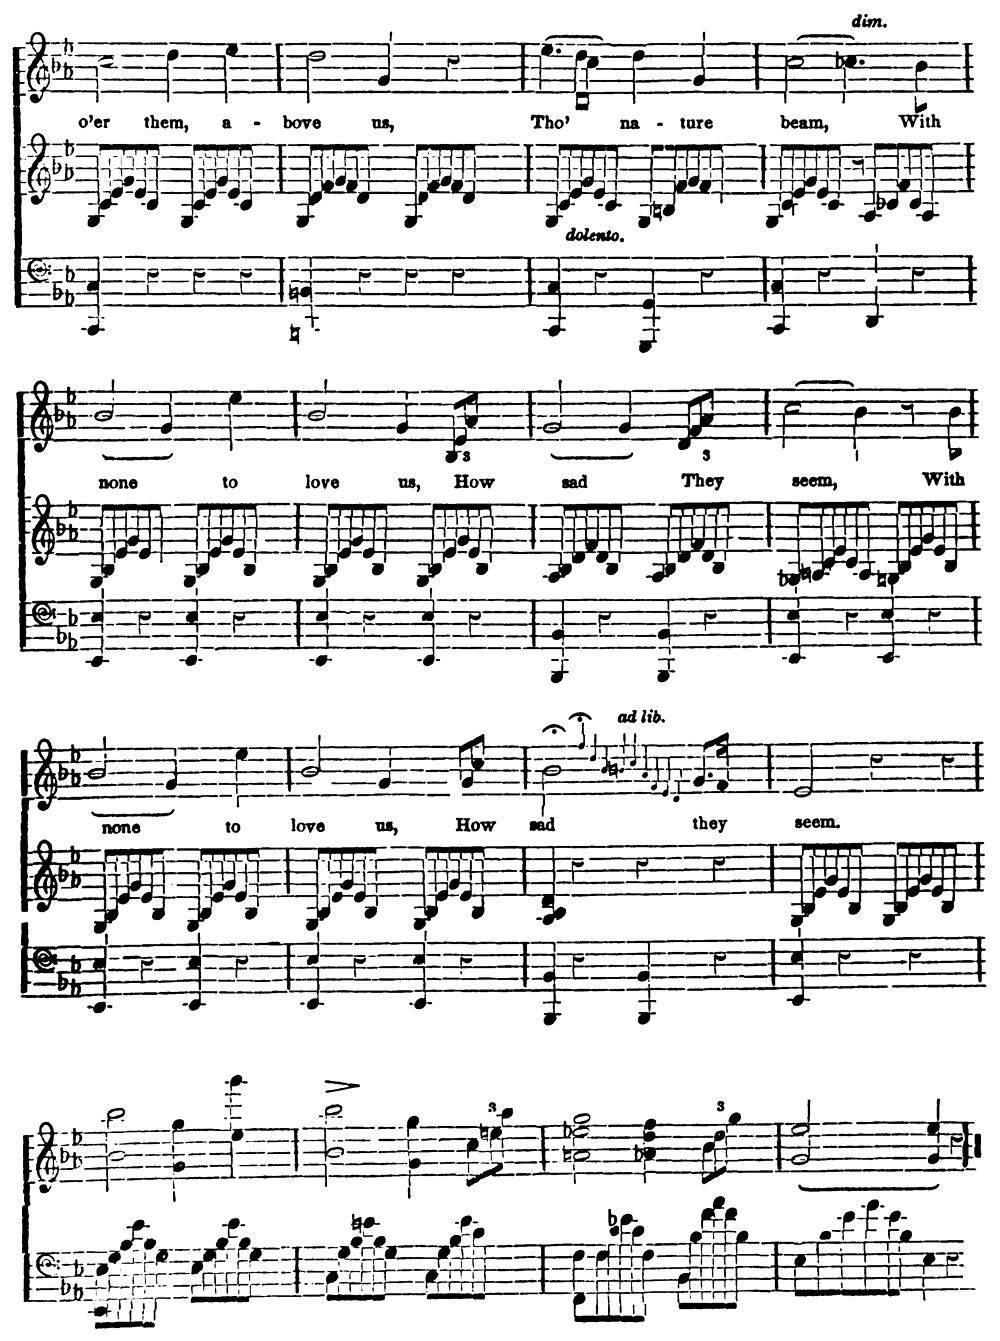 dim.
o'er them, a - bove us, Tho' na - ture beam, With
dolento.
3 3
none to love us, How sad They seem, With
ad lib.
none to love us, How sad they seem.
3 3